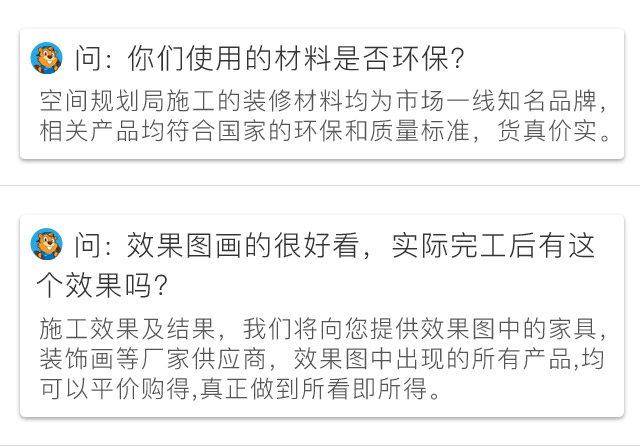 问：你们使用的材料是否环保？
空间规划局施工的装修材料均为市场一线知名品牌，
相关产品均符合国家的环保和质量标准，货真价实。
问：效果图画的很好看，实际完工后有这
个效果吗？
施工效果及结果，我们将向您提供效果图中的家具，
装饰画等厂家供应商，效果图中出现的所有产品,均
可以平价购得,真正做到所看即所得。